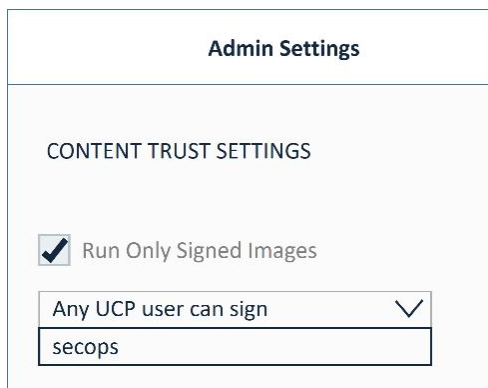 Admin Settings
CONTENT TRUST SETTINGS
Run Only Signed Images
Any UCP user can sign
secops